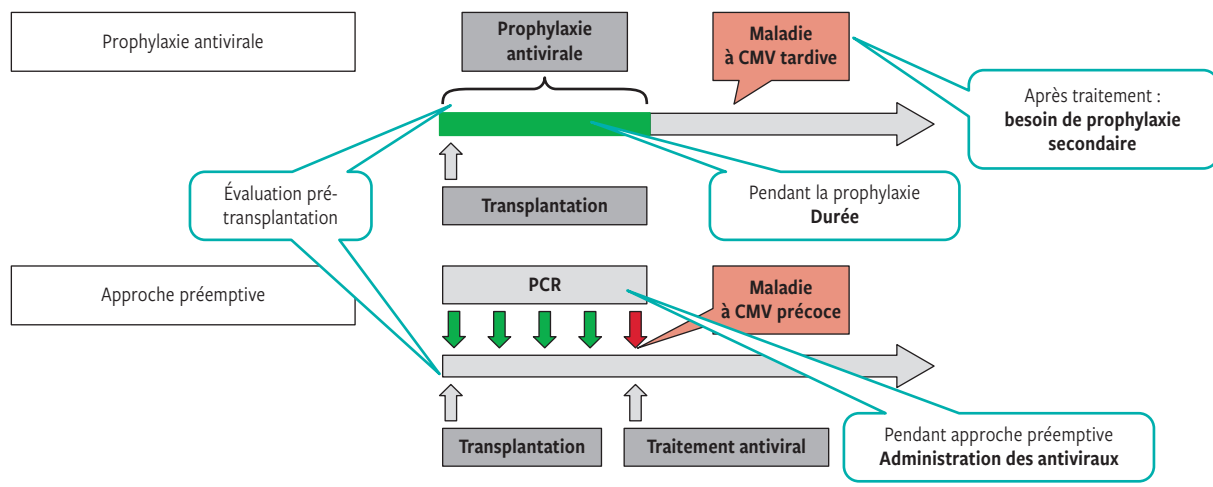 Prophylaxie antivirale
Prophylaxie
antivirale
Maladie
à CMV tardive
Après traitement :
besoin de prophylaxie
secondaire
Évaluation pré-
transplantation
Transplantation
Pendant la prophylaxie
Durée
Approche préemptive
PCR
Maladie
à CMV précoce
Transplantation
Traitement antiviral
Pendant approche préemptive
Administration des antiviraux